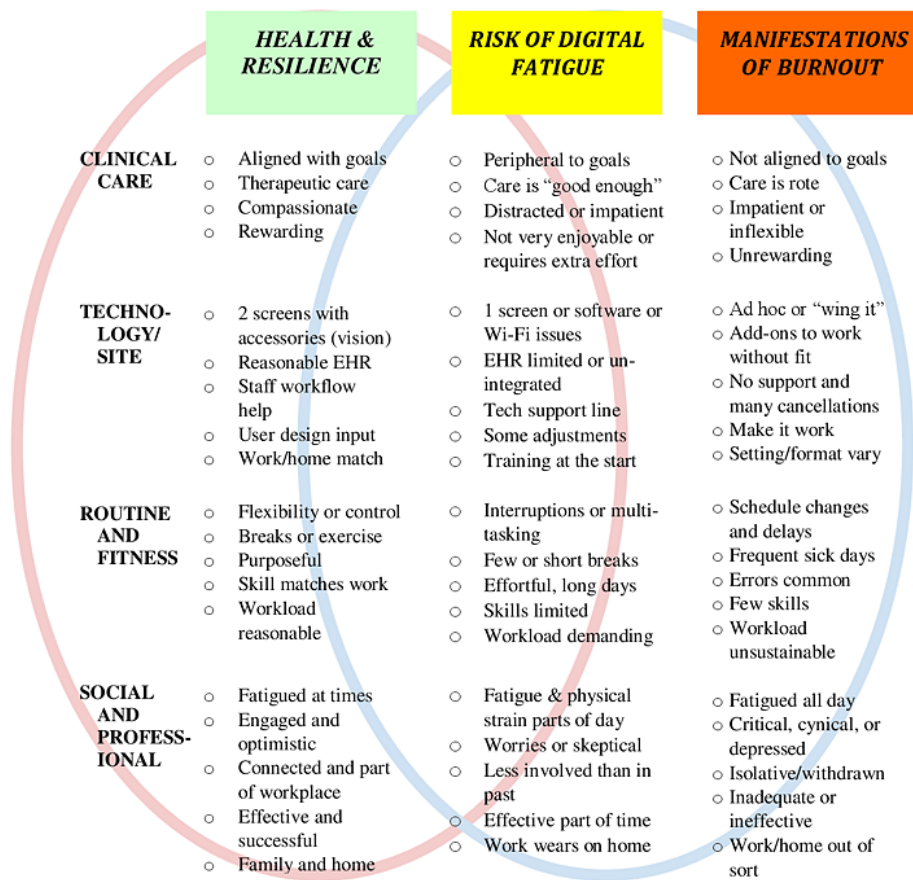 HEALTH &
RESILIENCE
RISK OF DIGITAL
FATIGUE
MANIFESTATIONS
OF BURNOUT
CLINICAL
CARE
○ Aligned with goals
○ Therapeutic care
○ Compassionate
○ Rewarding
○ Peripheral to goals
○ Care is “good enough”
○ Distracted or impatient
○ Not very enjoyable or
requires extra effort
○ Not aligned to goals
○ Care is rote
○ Impatient or
inflexible
○ Unrewarding
TECHNO-
LOGY/
SITE
○ 2 screens with
accessories (vision)
○ Reasonable EHR
○ Staff workflow
help
○ User design input
○ Work/home match
○ 1 screen or software or
Wi-Fi issues
○ EHR limited or un-
integrated
○ Tech support line
○ Some adjustments
○ Training at the start
○ Ad hoc or “wing it”
○ Add-ons to work
without fit
○ No support and
many cancellations
○ Make it work
○ Setting/format vary
ROUTINE
AND
FITNESS
○ Flexibility or control
○ Breaks or exercise
○ Purposeful
○ Skill matches work
○ Workload
reasonable
○ Interruptions or multi-
tasking
○ Few or short breaks
○ Effortful, long days
○ Skills limited
○ Workload demanding
○ Schedule changes
and delays
○ Frequent sick days
○ Errors common
○ Few skills
○ Workload
unsustainable
SOCIAL
AND
PROFESS-
IONAL
○ Fatigued at times
○ Engaged and
optimistic
○ Connected and part
of workplace
○ Effective and
successful
○ Family and home
○ Fatigue & physical
strain parts of day
○ Worries or skeptical
○ Less involved than in
past
○ Effective part of time
○ Work wears on home
○ Fatigued all day
○ Critical, cynical, or
depressed
○ Isolative/withdrawn
○ Inadequate or
ineffective
○ Work/home out of
sort